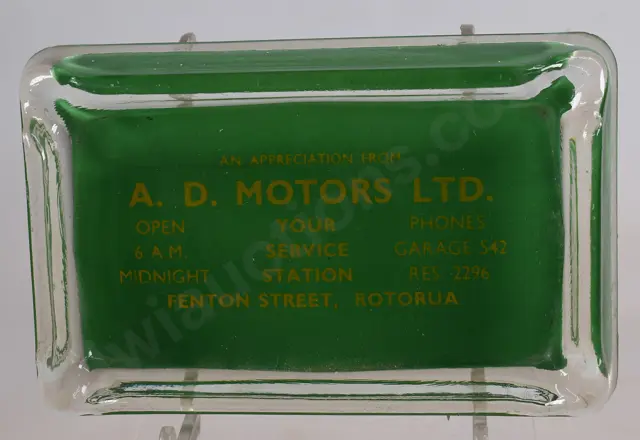 AN APPRECIATION FROM
A. D. MOTORS LTD.
OPEN YOUR PHONES
6 A.M. SERVICE GARAGE 542
MIDNIGHT STATION RES. 2296
FENTON STREET, ROTORUA